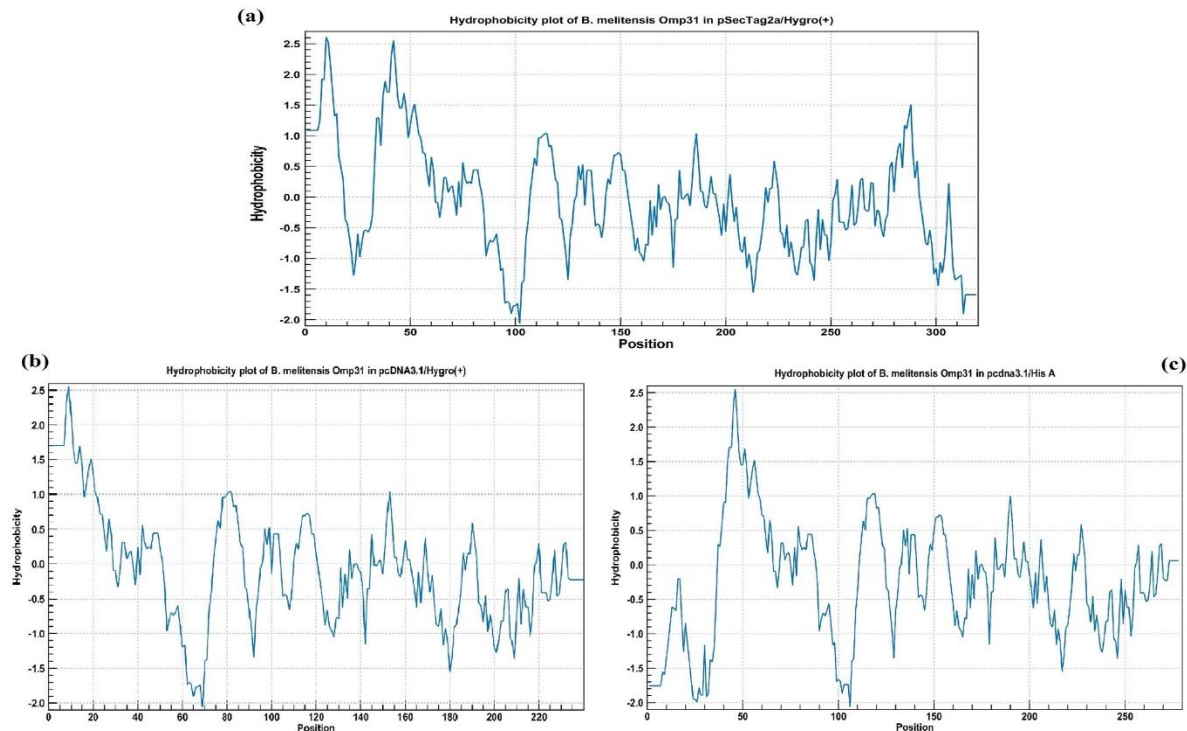 (a)
Hydrophobicity plot of B. melitensis Omp31 in pSecTag2a/Hygro(+)
Hydrophobicity
2.5
2.0
1.5
1.0
0.5
0.0
-0.5
-1.0
-1.5
-2.0
0 50 100 150 200 250 300
Position
(b)
Hydrophobicity plot of B. melitensis Omp31 in pcDNA3.1/Hygro(+)
Hydrophobicity
2.5
2.0
1.5
1.0
0.5
0.0
-0.5
-1.0
-1.5
-2.0
0 20 40 60 80 100 120 140 160 180 200 220
Position
(c)
Hydrophobicity plot of B. melitensis Omp31 in pcdna3.1/His A
Hydrophobicity
2.5
2.0
1.5
1.0
0.5
0.0
-0.5
-1.0
-1.5
-2.0
0 50 100 150 200 250
Position